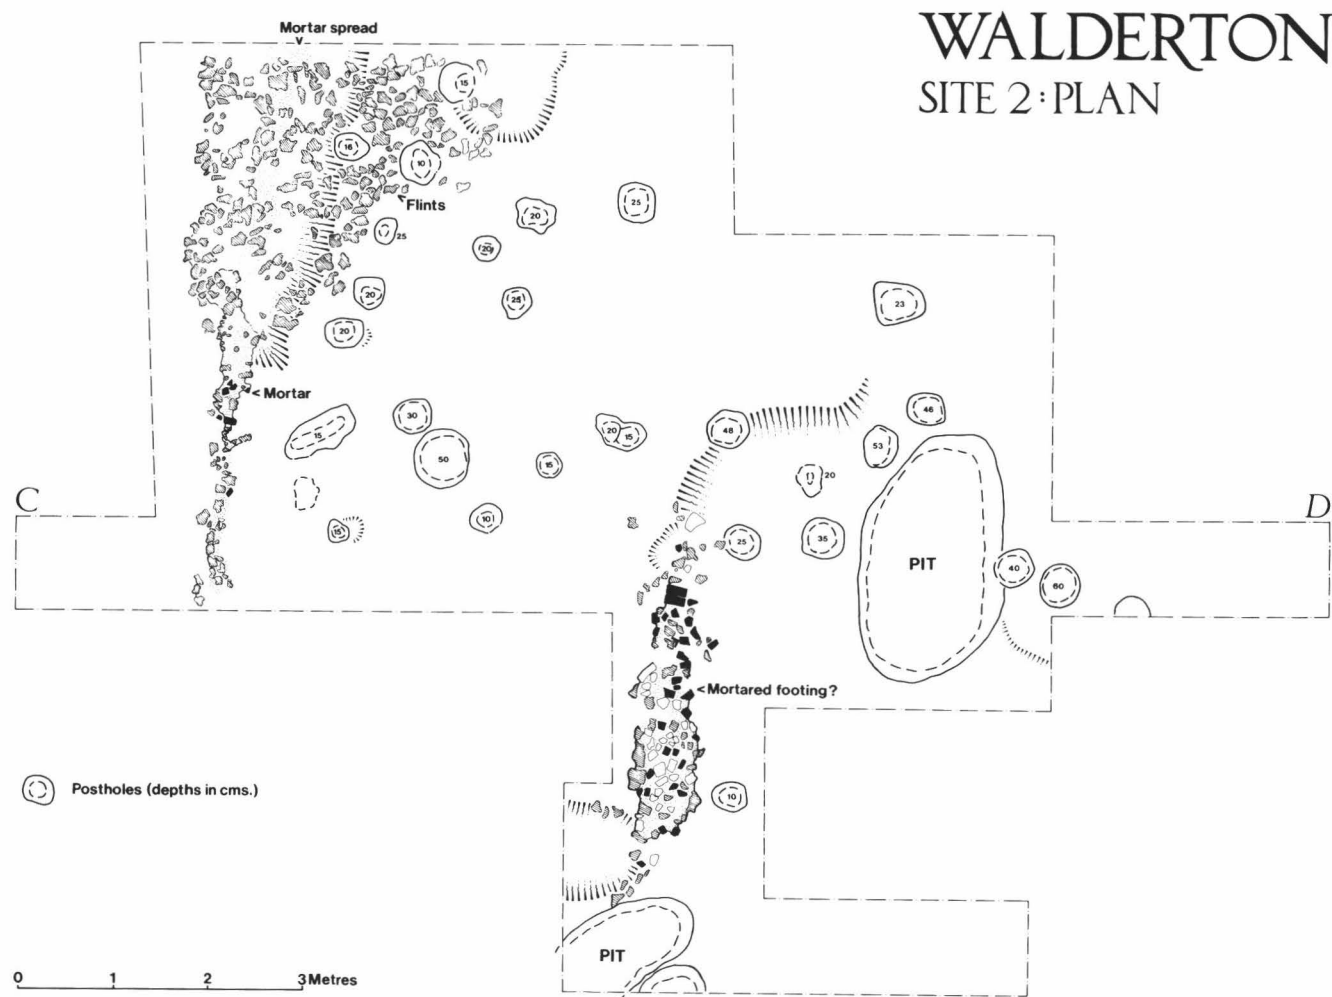 WALDERTON
SITE 2 : PLAN
Mortar spread
15
16
10
Flints
25
20
25
20
20
25
20
23
Mortar
15
30
50
20
15
48
46
53
15
20
C
D
10
15
25
35
PIT
40
60
Mortared footing?
Postholes (depths in cms.)
10
PIT
0 1 2 3 Metres